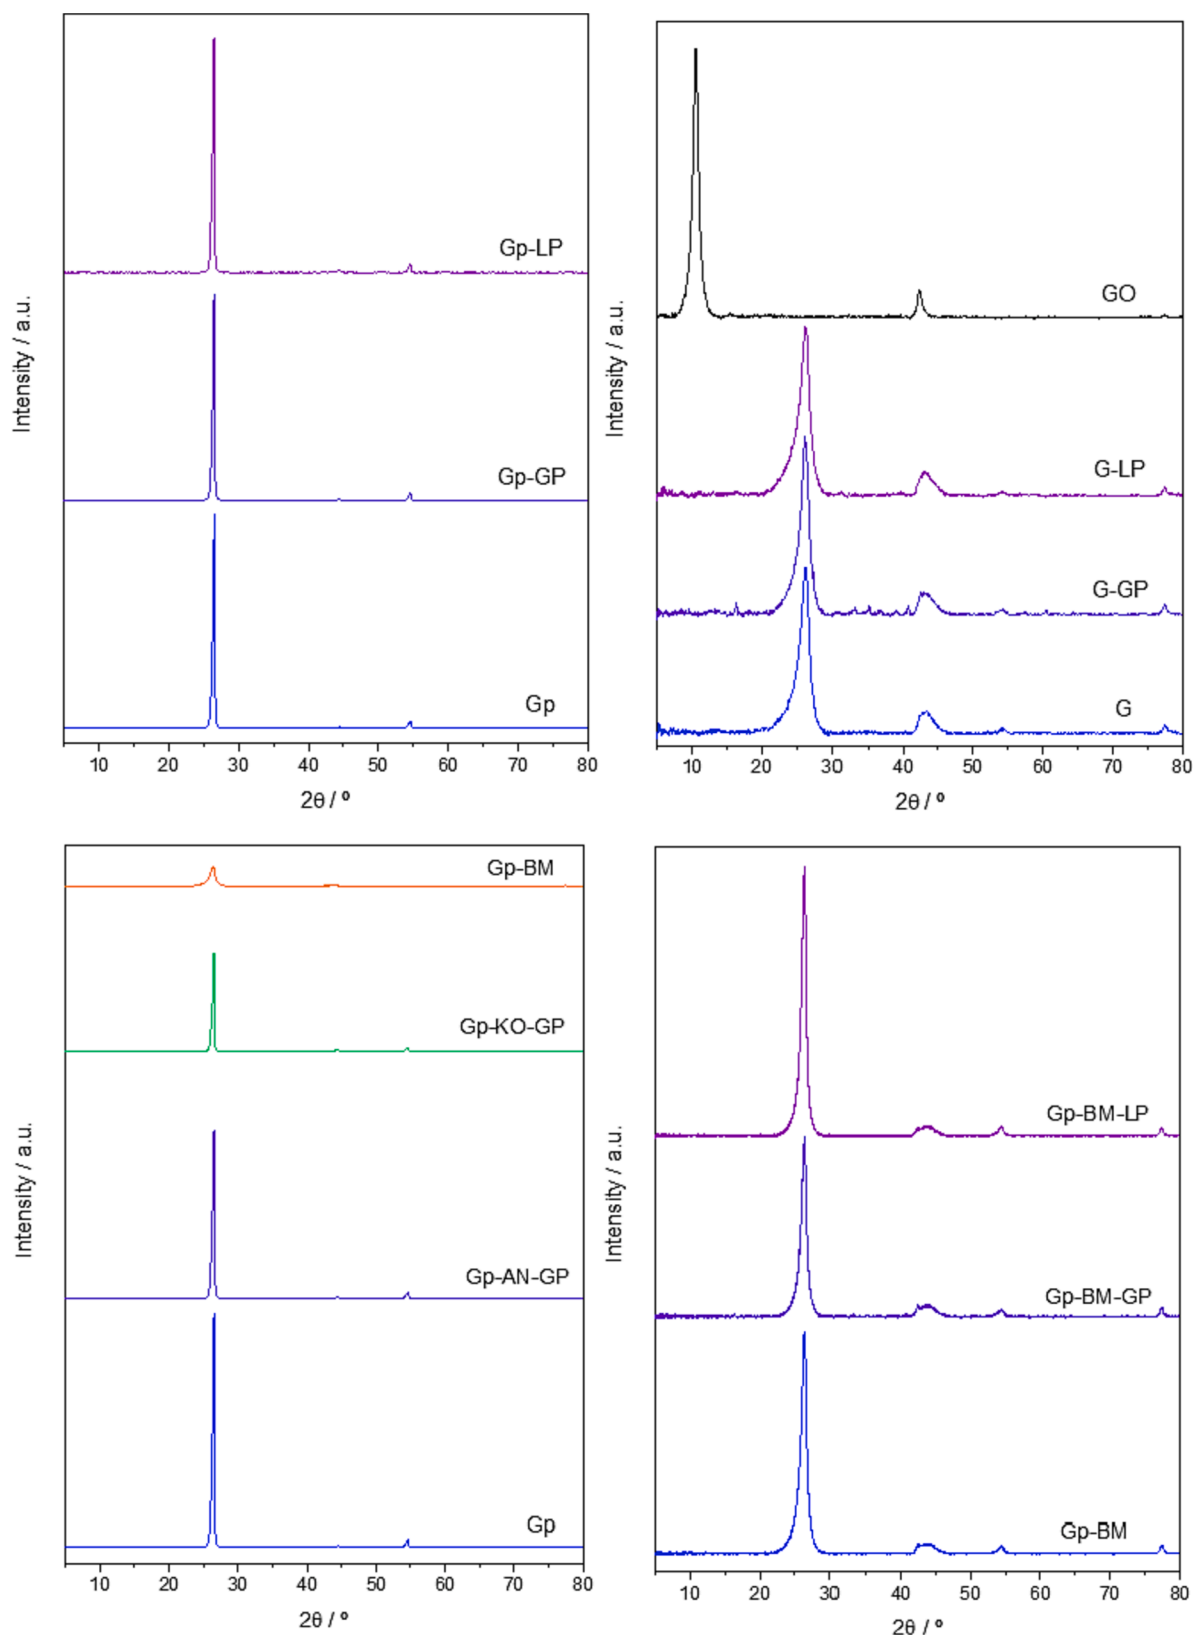 Intensity / a.u.
Gp-LP
Gp-GP
Gp
10 20 30 40 50 60 70 80
2θ / º
Intensity / a.u.
GO
G-LP
G-GP
G
10 20 30 40 50 60 70 80
2θ / º
Intensity / a.u.
Gp-BM
Gp-KO-GP
Gp-AN-GP
Gp
10 20 30 40 50 60 70 80
2θ / º
Intensity / a.u.
Gp-BM-LP
Gp-BM-GP
Gp-BM
10 20 30 40 50 60 70 80
2θ / º